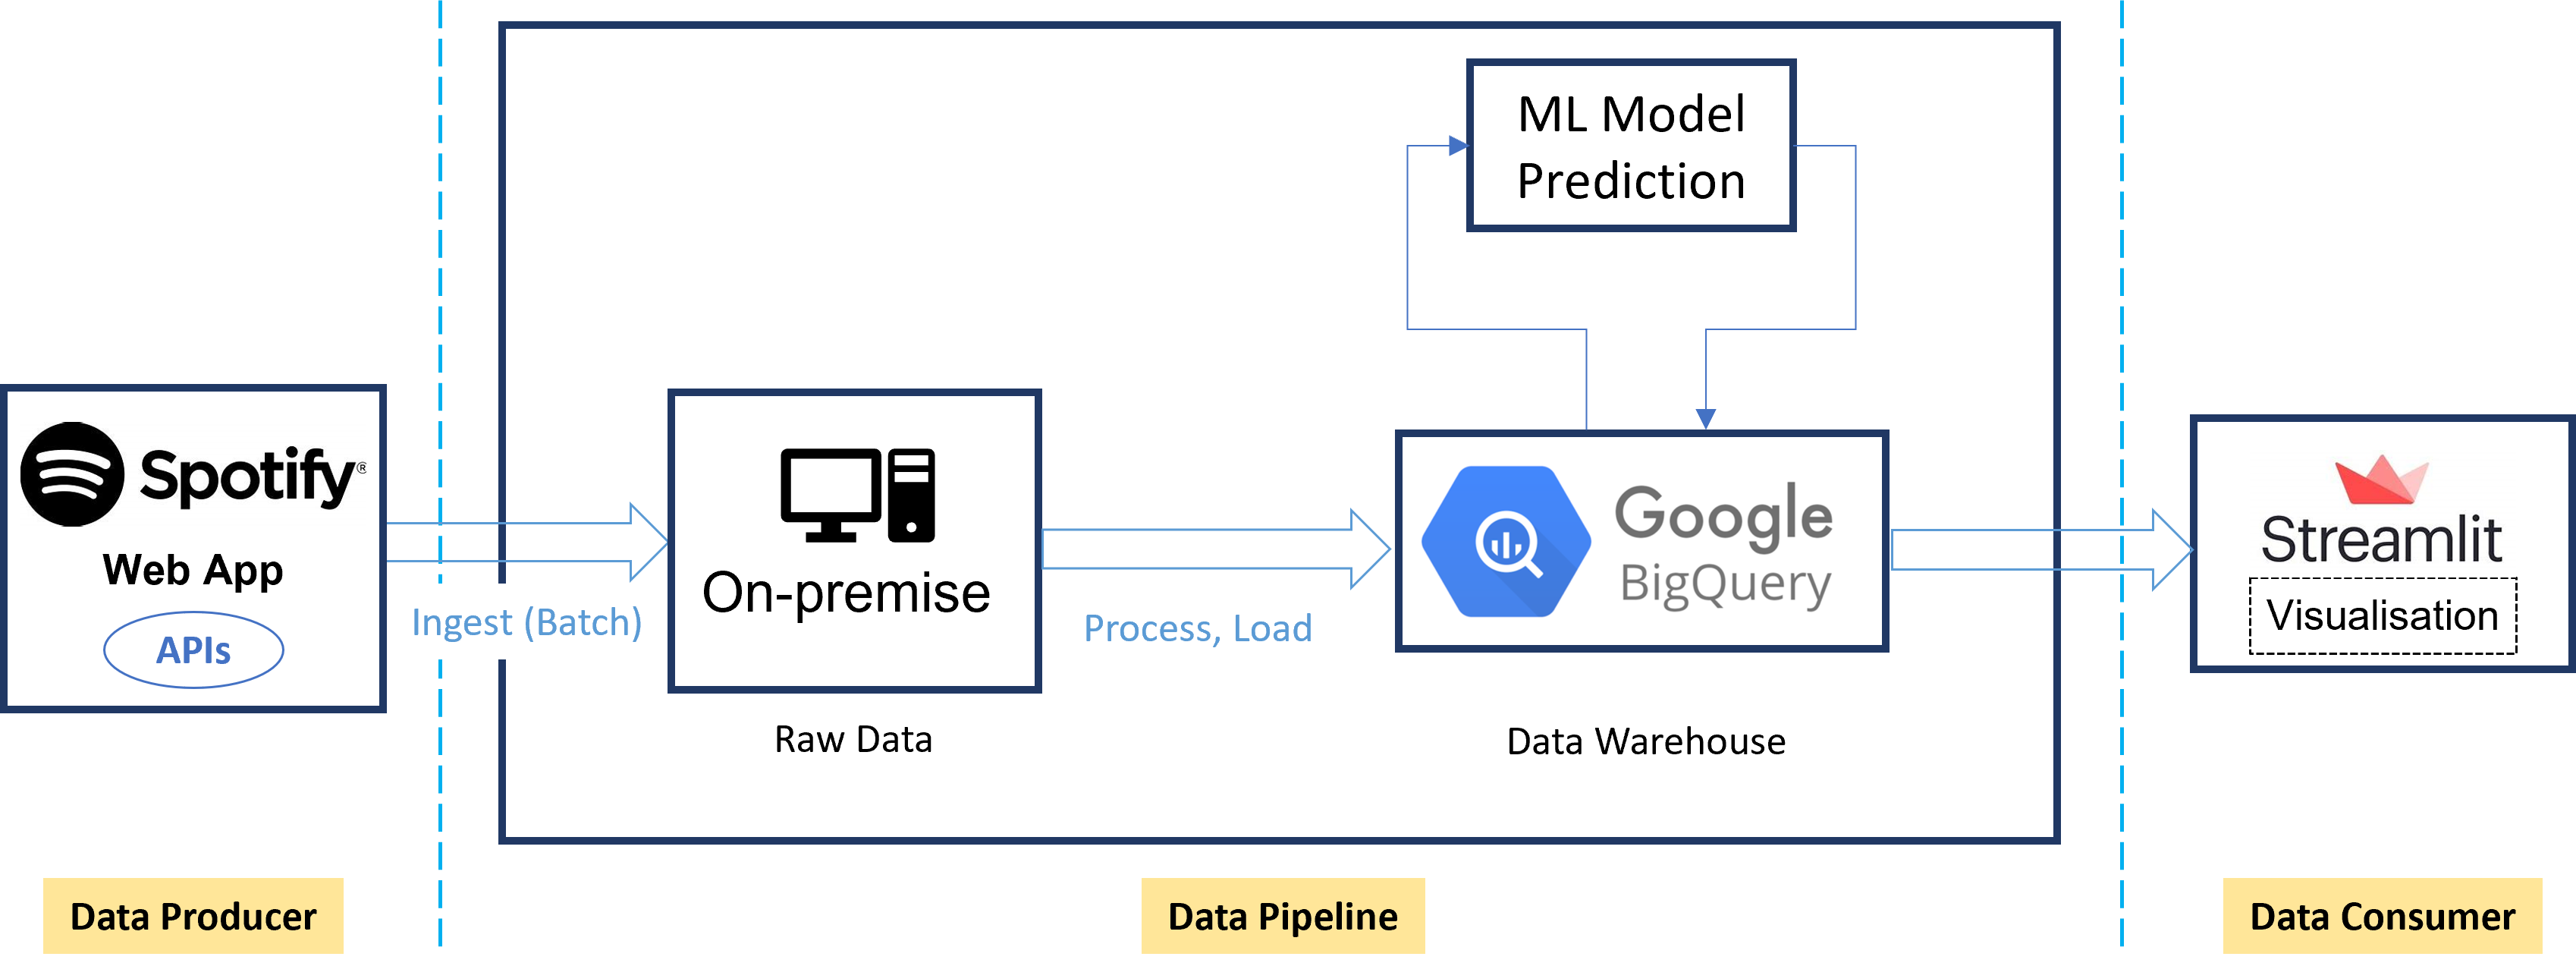 Spotify®
Web App
APIs
Ingest (Batch)
On-premise
Raw Data
Process, Load
ML Model
Prediction
Google
BigQuery
Data Warehouse
Streamlit
Visualisation
Data Producer
Data Pipeline
Data Consumer